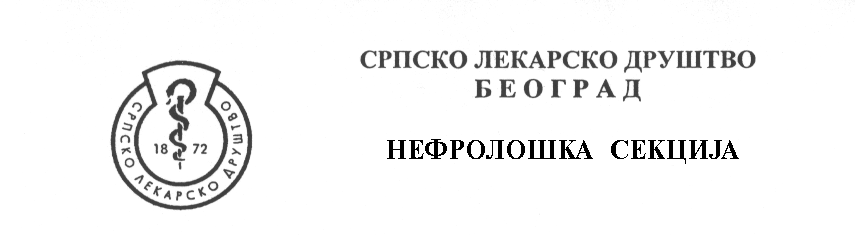 СРПСКО ЛЕКАРСКО ДРУШТВО
БЕОГРАД
НЕФРОЛОШКА СЕКЦИЈА
СРПСКО ЛЕКАРСКО ДРУШТВО
18 72